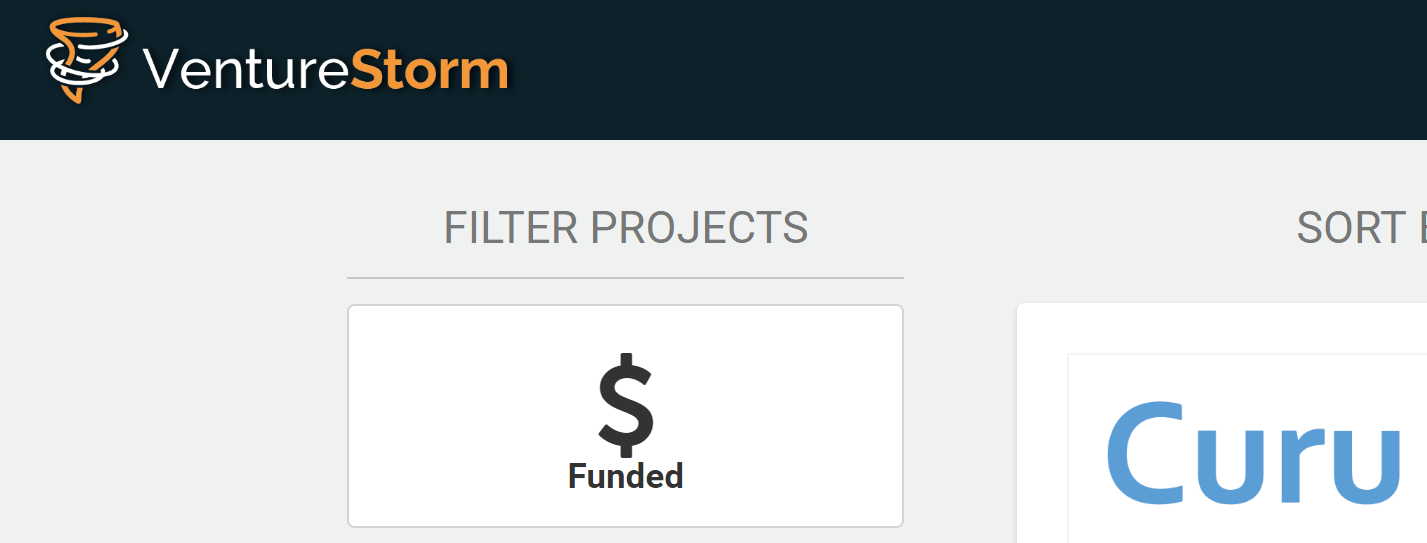 VentureStorm
FILTER PROJECTS
SORT
$
Funded
Curu